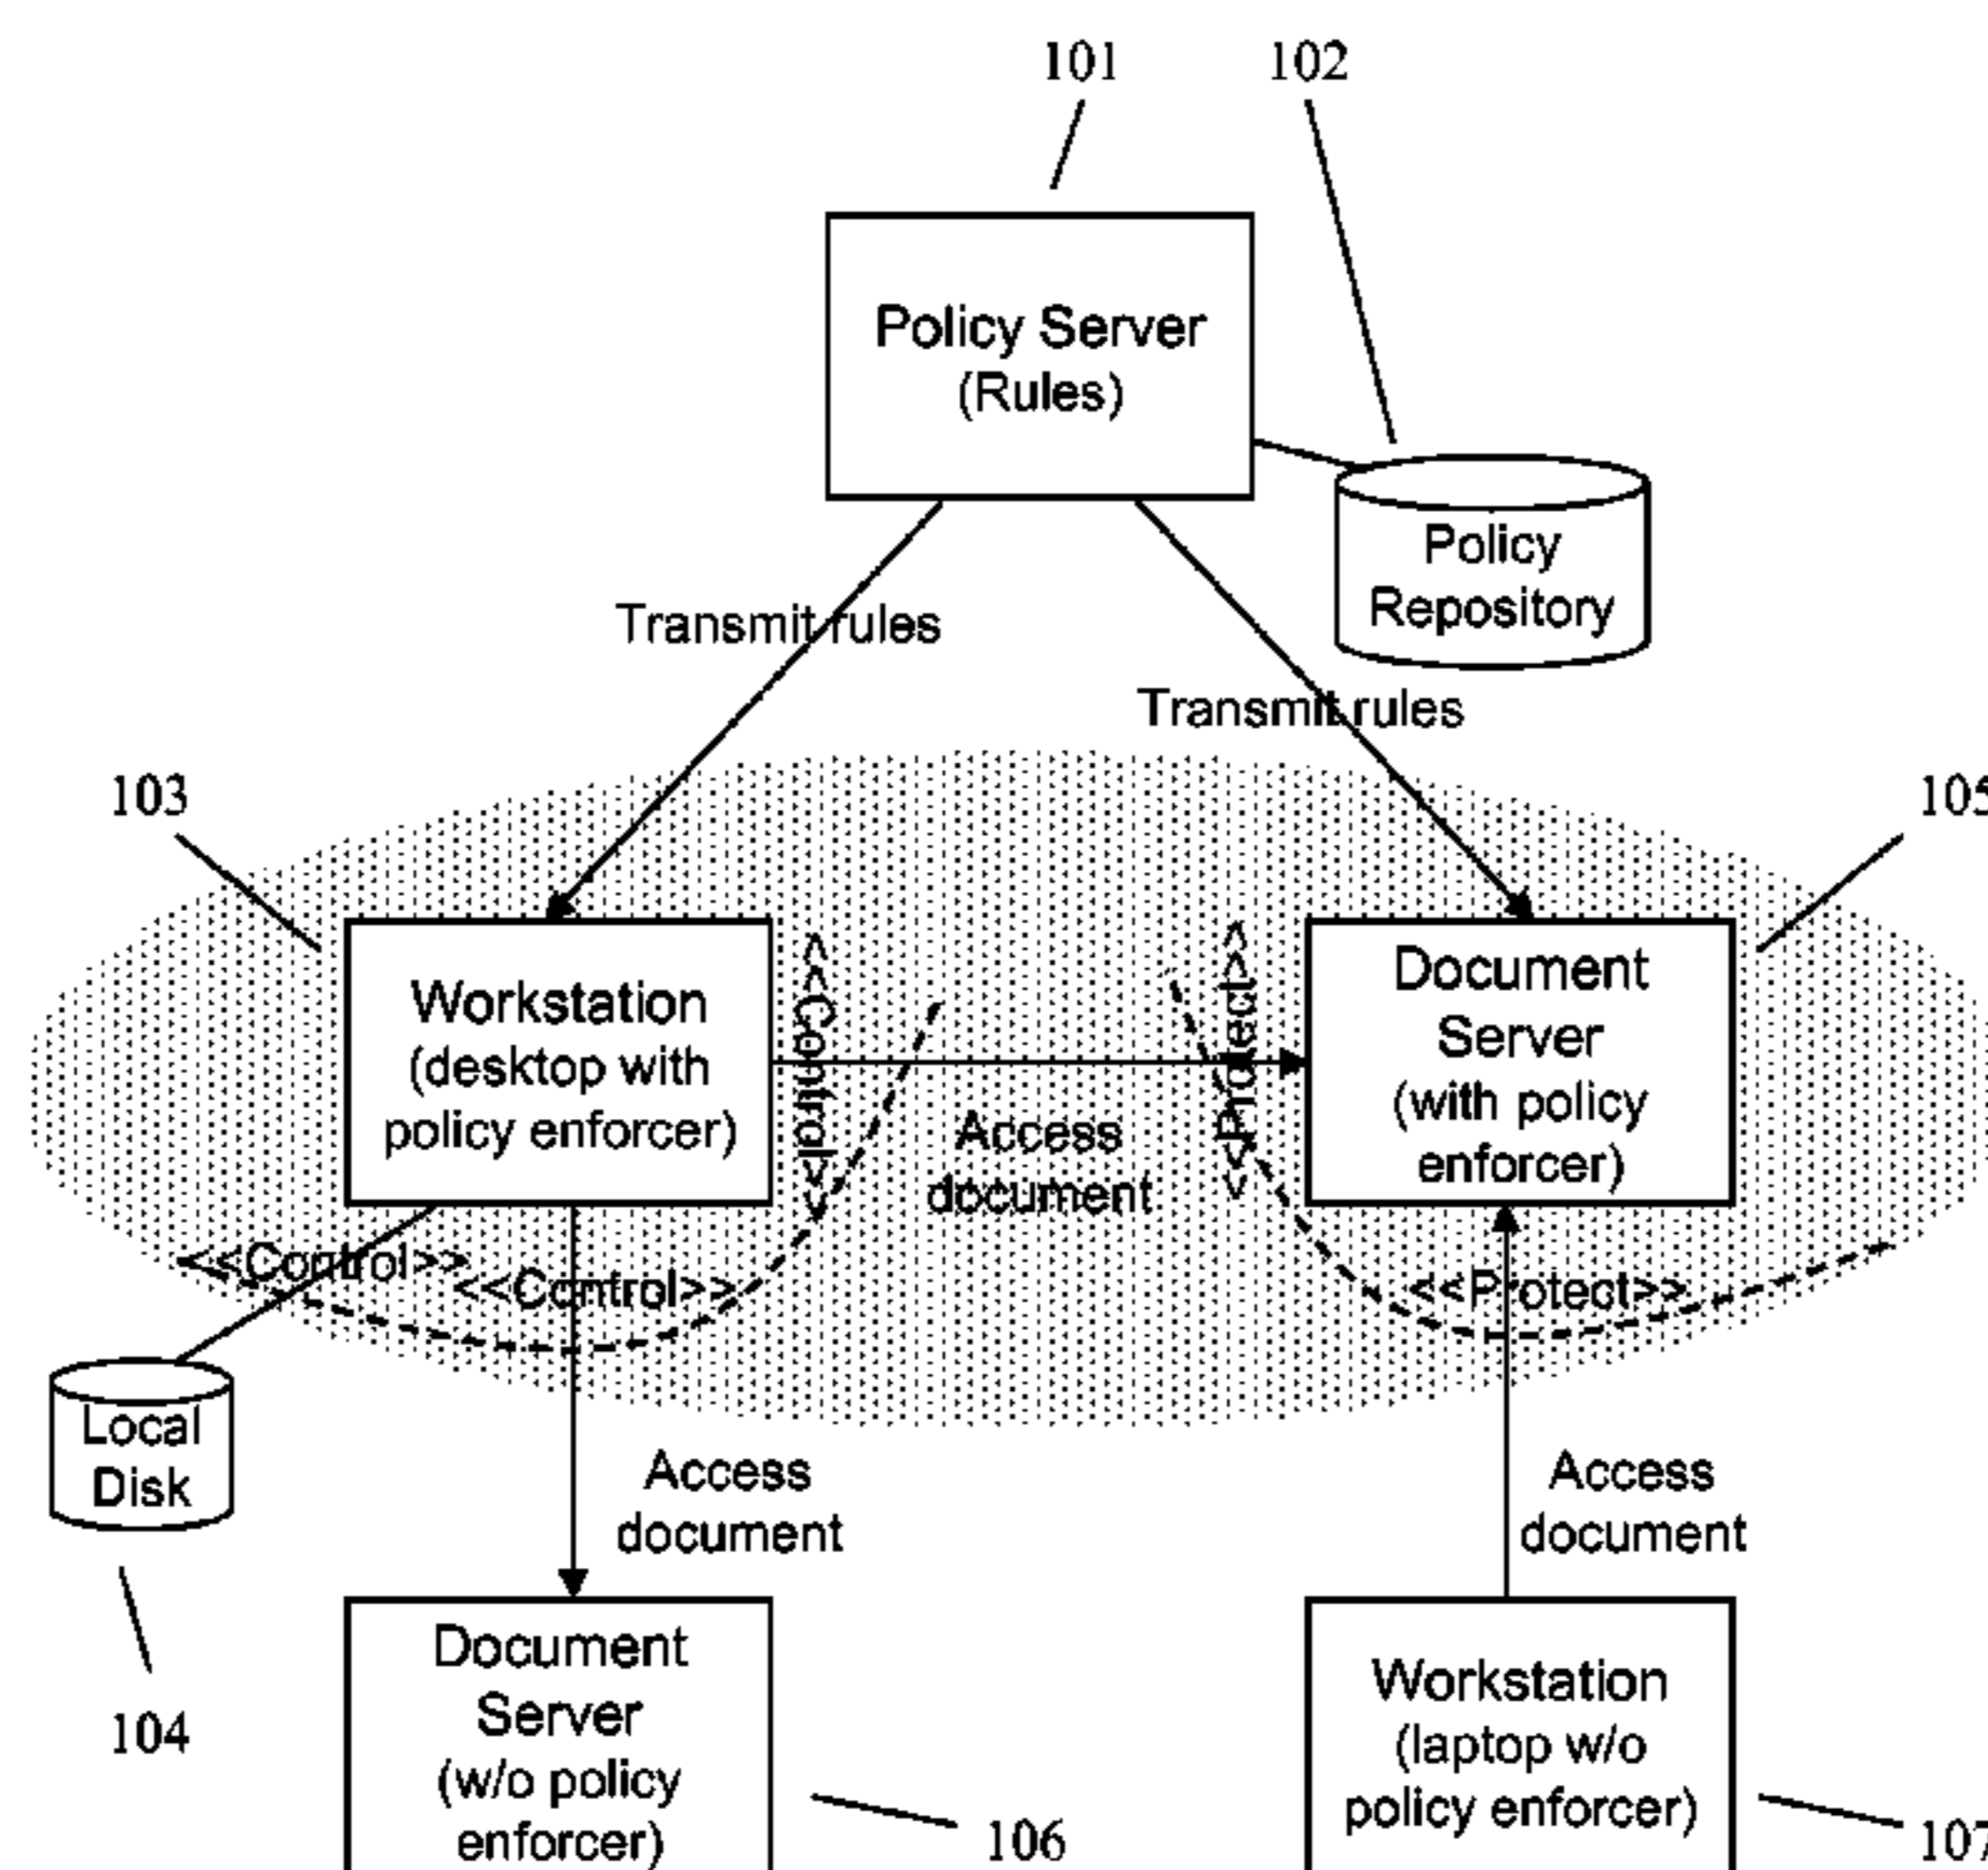 101
102
Policy Server
(Rules)
Policy
Repository
Transmit rules
Transmit rules
103
105
Workstation
(desktop with
policy enforcer)
<<Control>>
<<Protect>>
Document
Server
(with policy
enforcer)
Access
document
<<Control>>
<<Control>>
<<Protect>>
Local
Disk
Access
document
Access
document
104
Document
Server
(w/o policy
enforcer)
106
Workstation
(laptop w/o
policy enforcer)
107